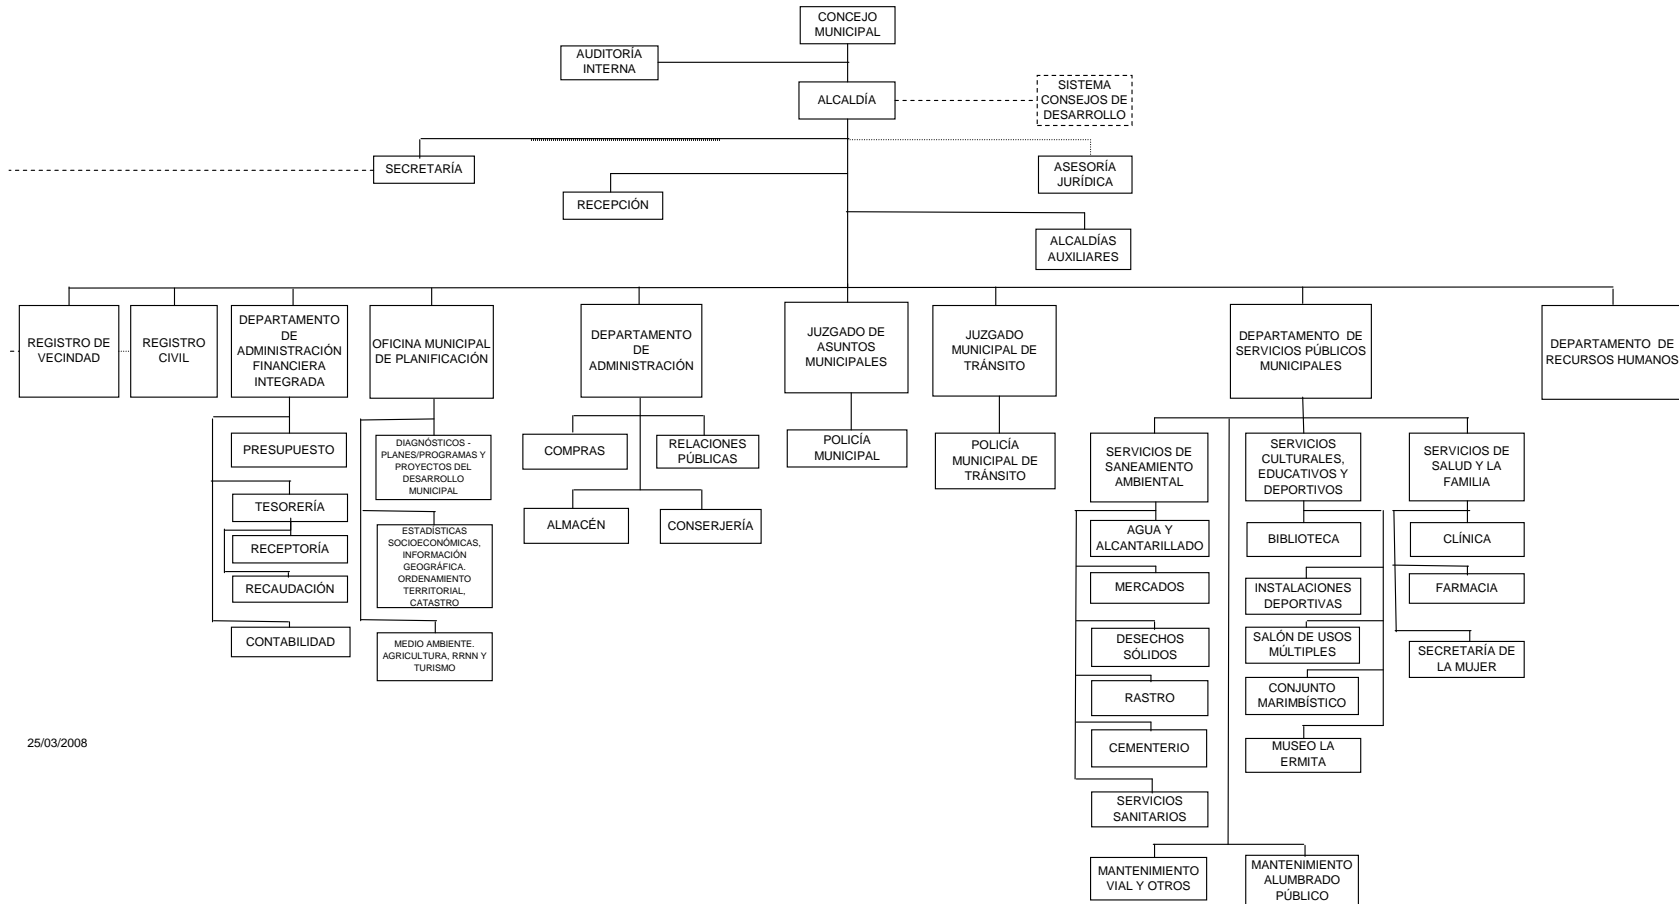 CONCEJO
MUNICIPAL
AUDITORÍA
INTERNA
ALCALDÍA
SISTEMA
CONSEJOS DE
DESARROLLO
SECRETARÍA
ASESORÍA
JURÍDICA
RECEPCIÓN
ALCALDÍAS
AUXILIARES
REGISTRO DE
VECINDAD
REGISTRO
CIVIL
DEPARTAMENTO
DE
ADMINISTRACIÓN
FINANCIERA
INTEGRADA
OFICINA MUNICIPAL
DE PLANIFICACIÓN
DEPARTAMENTO
DE
ADMINISTRACIÓN
JUZGADO DE
ASUNTOS
MUNICIPALES
JUZGADO
MUNICIPAL DE
TRÁNSITO
DEPARTAMENTO DE
SERVICIOS PÚBLICOS
MUNICIPALES
DEPARTAMENTO DE
RECURSOS HUMANOS
PRESUPUESTO
TESORERÍA
RECEPTORÍA
RECAUDACIÓN
CONTABILIDAD
DIAGNÓSTICOS -
PLANES/PROGRAMAS Y
PROYECTOS DEL
DESARROLLO
MUNICIPAL
ESTADÍSTICAS
SOCIOECONÓMICAS,
INFORMACIÓN
GEOGRÁFICA.
ORDENAMIENTO
TERRITORIAL,
CATASTRO
MEDIO AMBIENTE.
AGRICULTURA, RRNN Y
TURISMO
COMPRAS
RELACIONES
PÚBLICAS
ALMACÉN
CONSERJERÍA
POLICÍA
MUNICIPAL
POLICÍA
MUNICIPAL DE
TRÁNSITO
SERVICIOS DE
SANEAMIENTO
AMBIENTAL
AGUA Y
ALCANTARILLADO
MERCADOS
DESECHOS
SÓLIDOS
RASTRO
CEMENTERIO
SERVICIOS
SANITARIOS
SERVICIOS
CULTURALES,
EDUCATIVOS Y
DEPORTIVOS
BIBLIOTECA
INSTALACIONES
DEPORTIVAS
SALÓN DE USOS
MÚLTIPLES
CONJUNTO
MARIMBÍSTICO
MUSEO LA
ERMITA
SERVICIOS DE
SALUD Y LA
FAMILIA
CLÍNICA
FARMACIA
SECRETARÍA DE
LA MUJER
MANTENIMIENTO
VIAL Y OTROS
MANTENIMIENTO
ALUMBRADO
PÚBLICO
25/03/2008